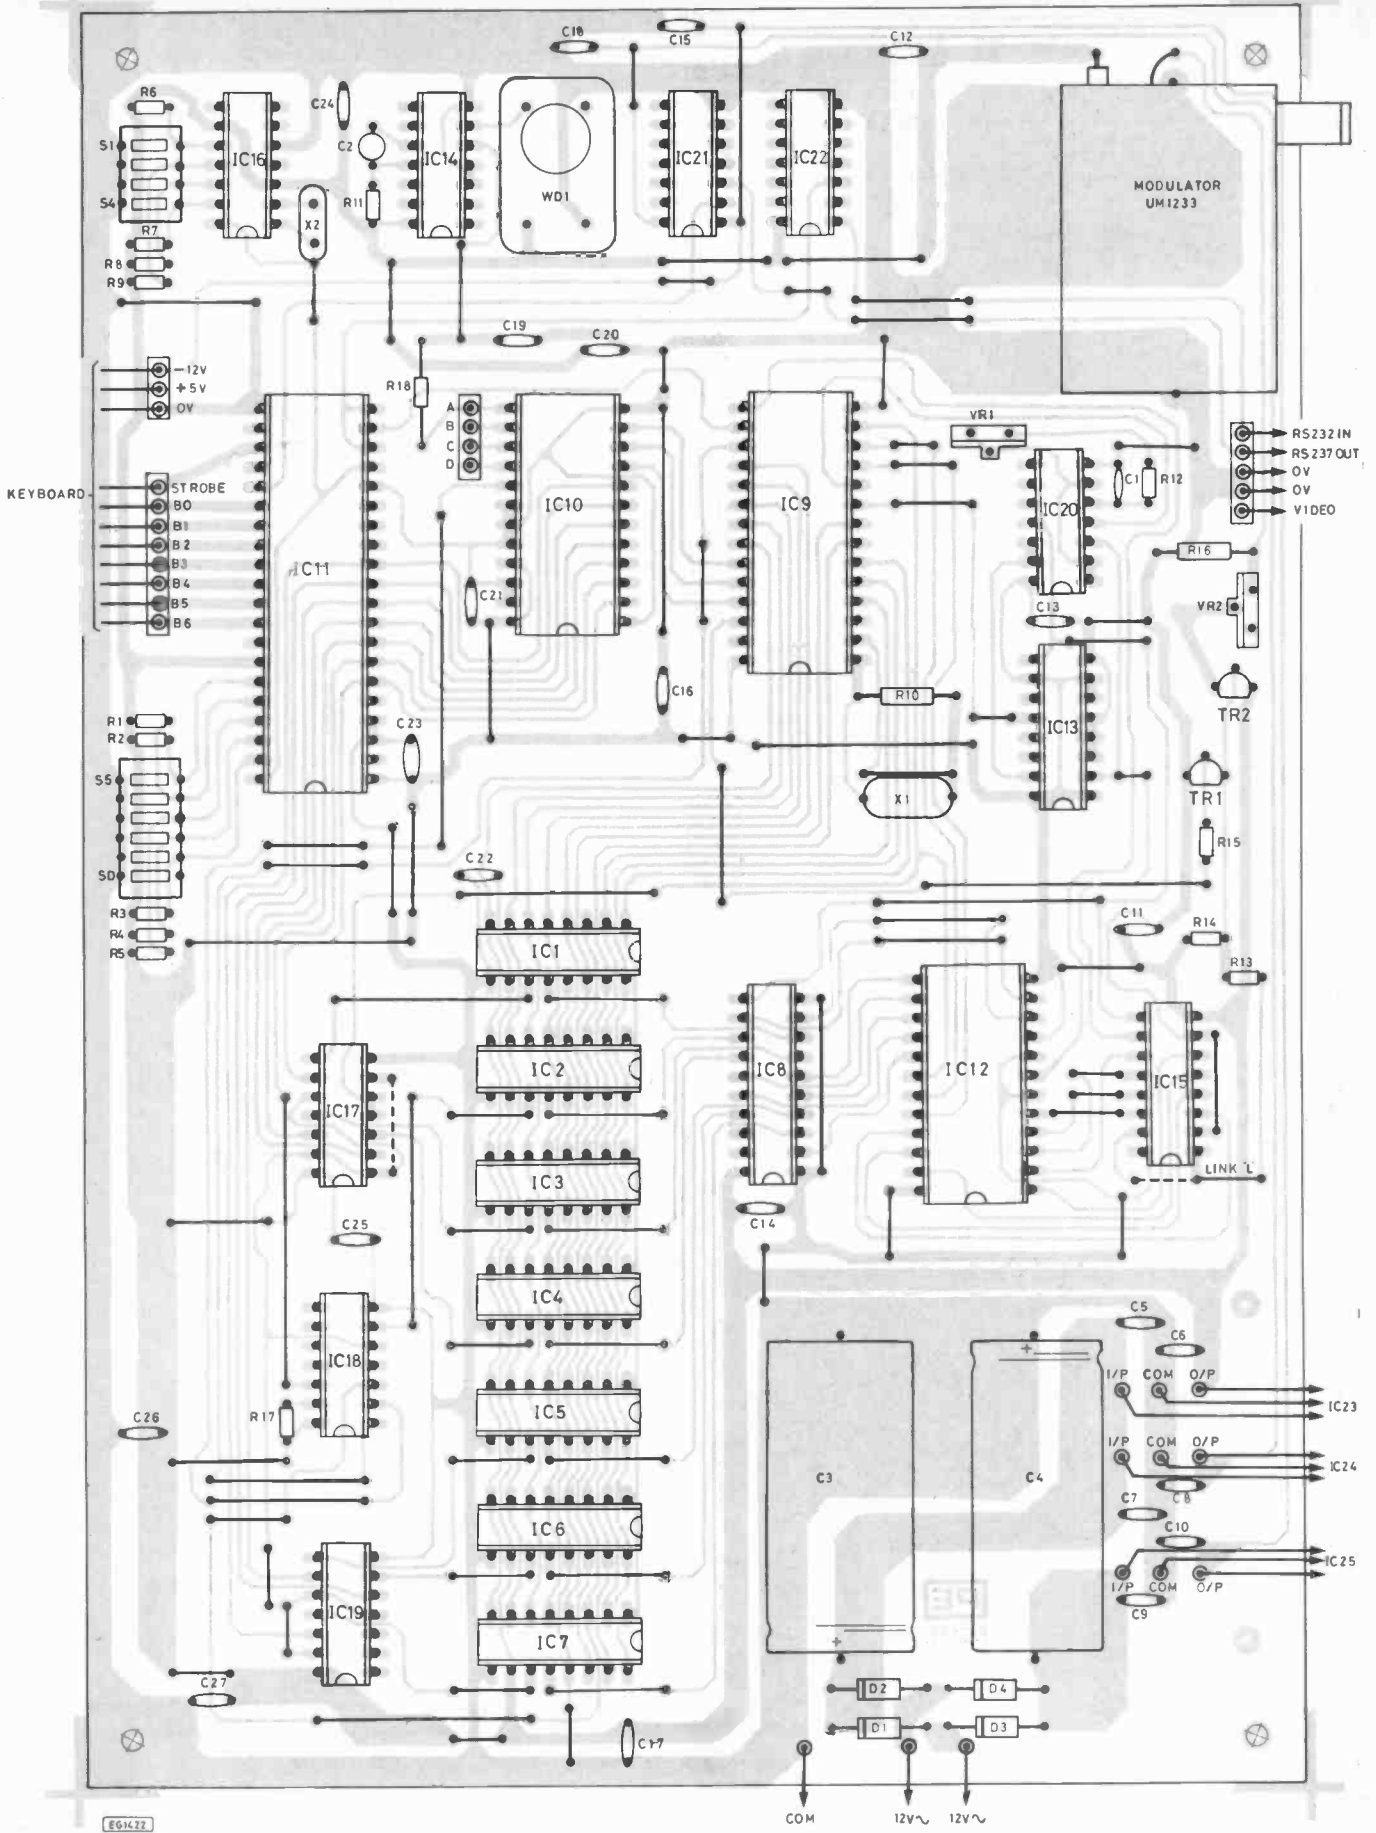 C18
C15
C12
R6
C24
S1
IC16
C2
IC14
IC21
IC22
MODULATOR
UM1233
S4
R11
X2
WD1
R7
R8
R9
C19
C20
-12V
+5V
0V
R18
A
B
C
D
VR1
RS232 IN
RS237 OUT
0V
0V
VIDEO
KEYBOARD
STROBE
B0
B1
B2
B3
B4
B5
B6
IC11
IC10
IC9
IC20
C1
R12
R16
C21
C13
VR2
C16
R10
IC13
TR2
R1
R2
C23
S5
X1
TR1
R15
C22
SD
R3
R4
R5
IC1
C11
R14
R13
IC2
IC8
IC12
IC15
IC17
IC3
LINK 'L'
C14
C25
IC4
C5
C6
IC18
I/P COM O/P
IC23
R17
IC5
C26
I/P COM O/P
IC24
C3
C4
C8
C7
IC6
C10
IC25
I/P COM O/P
C9
IC19
IC7
C27
D2
D4
D1
D3
C17
COM
12V~
12V~
EG1422